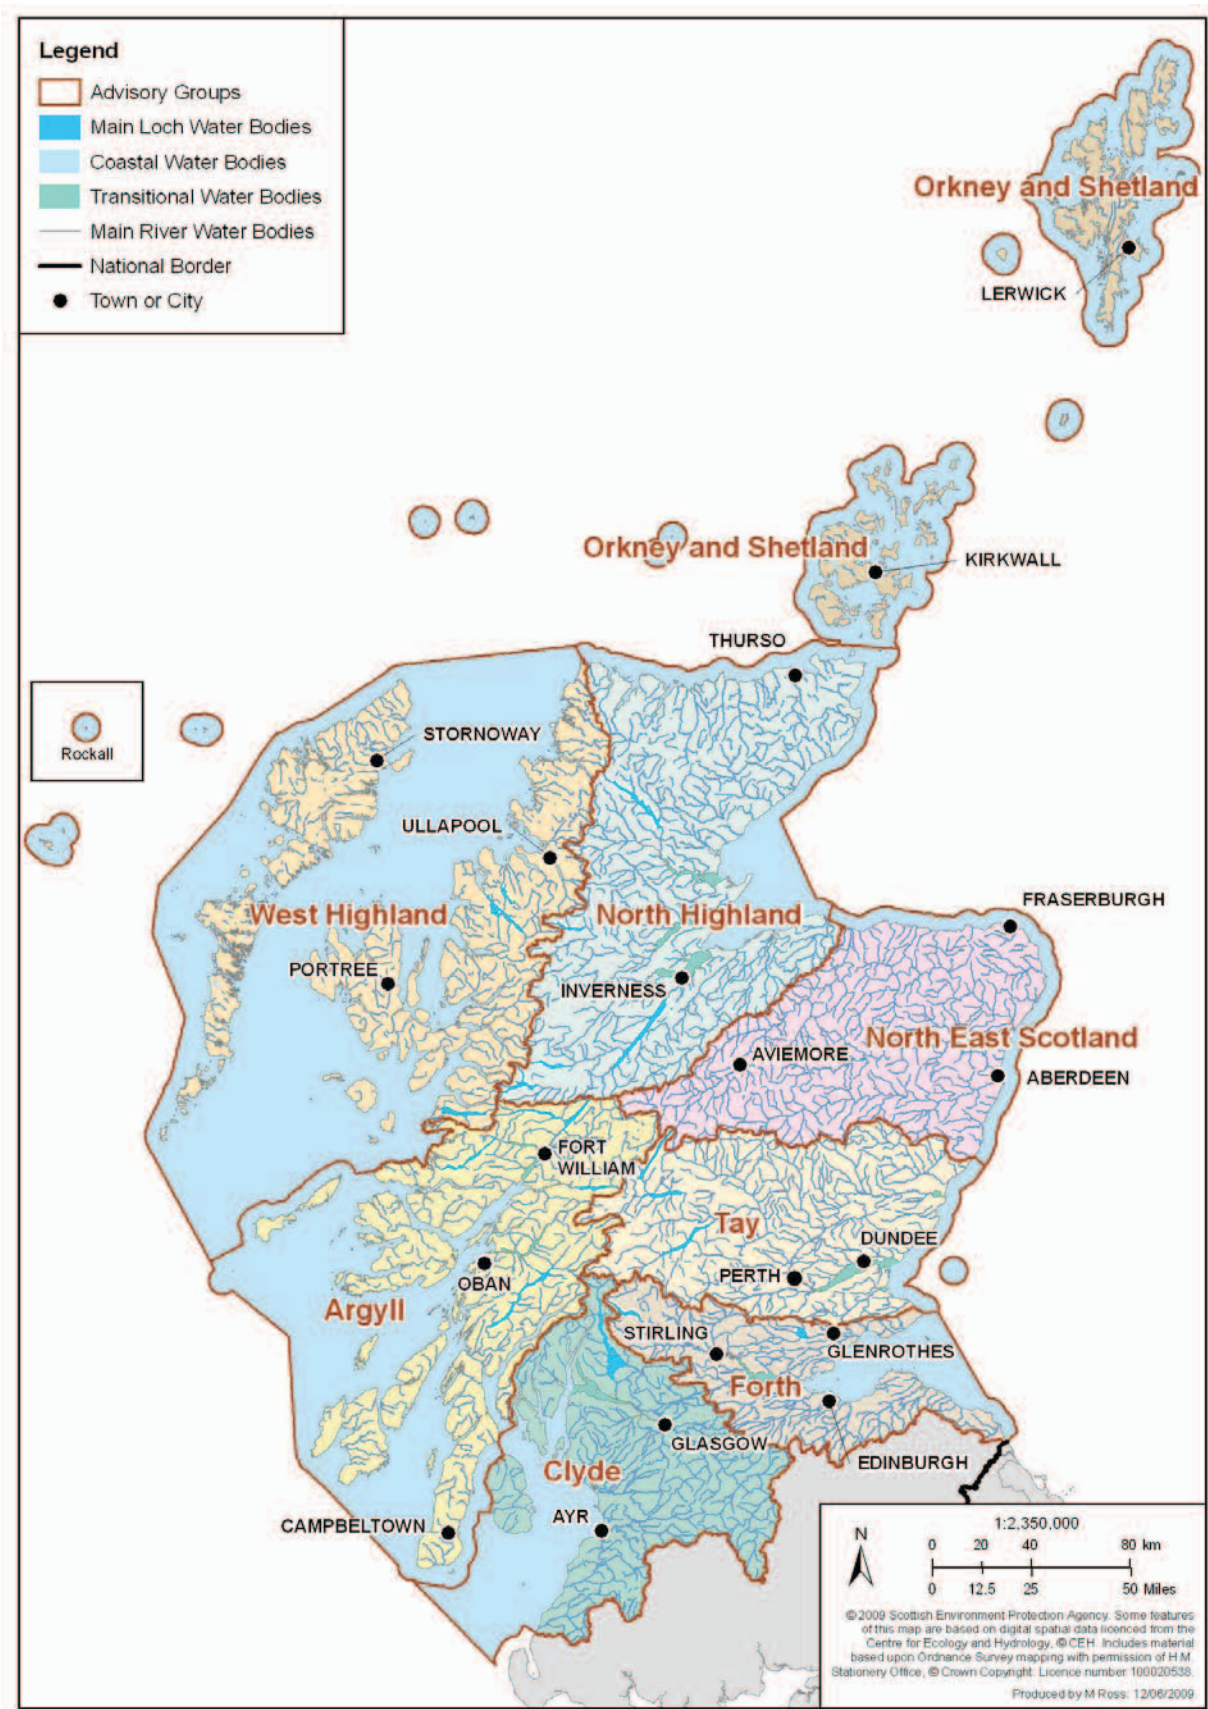 Legend
Advisory Groups
Main Loch Water Bodies
Coastal Water Bodies
Transitional Water Bodies
Main River Water Bodies
National Border
Town or City
Orkney and Shetland
LERWICK
Orkney and Shetland
KIRKWALL
THURSO
Rockall
STORNOWAY
ULLAPOOL
West Highland
North Highland
FRASERBURGH
PORTREE
INVERNESS
North East Scotland
AVIEMORE
ABERDEEN
FORT
WILLIAM
Tay
DUNDEE
PERTH
OBAN
Argyll
STIRLING
GLENROTHES
Forth
GLASGOW
EDINBURGH
Clyde
CAMPBELTOWN
AYR
N
1:2,350,000
0 20 40 80 km
0 12.5 25 50 Miles
© 2009 Scottish Environment Protection Agency. Some features
of this map are based on digital spatial data licenced from the
Centre for Ecology and Hydrology, © CEH. Includes material
based upon Ordnance Survey mapping with permission of H.M.
Stationery Office, © Crown Copyright. Licence number 100020538.
Produced by M Ross: 12/06/2009